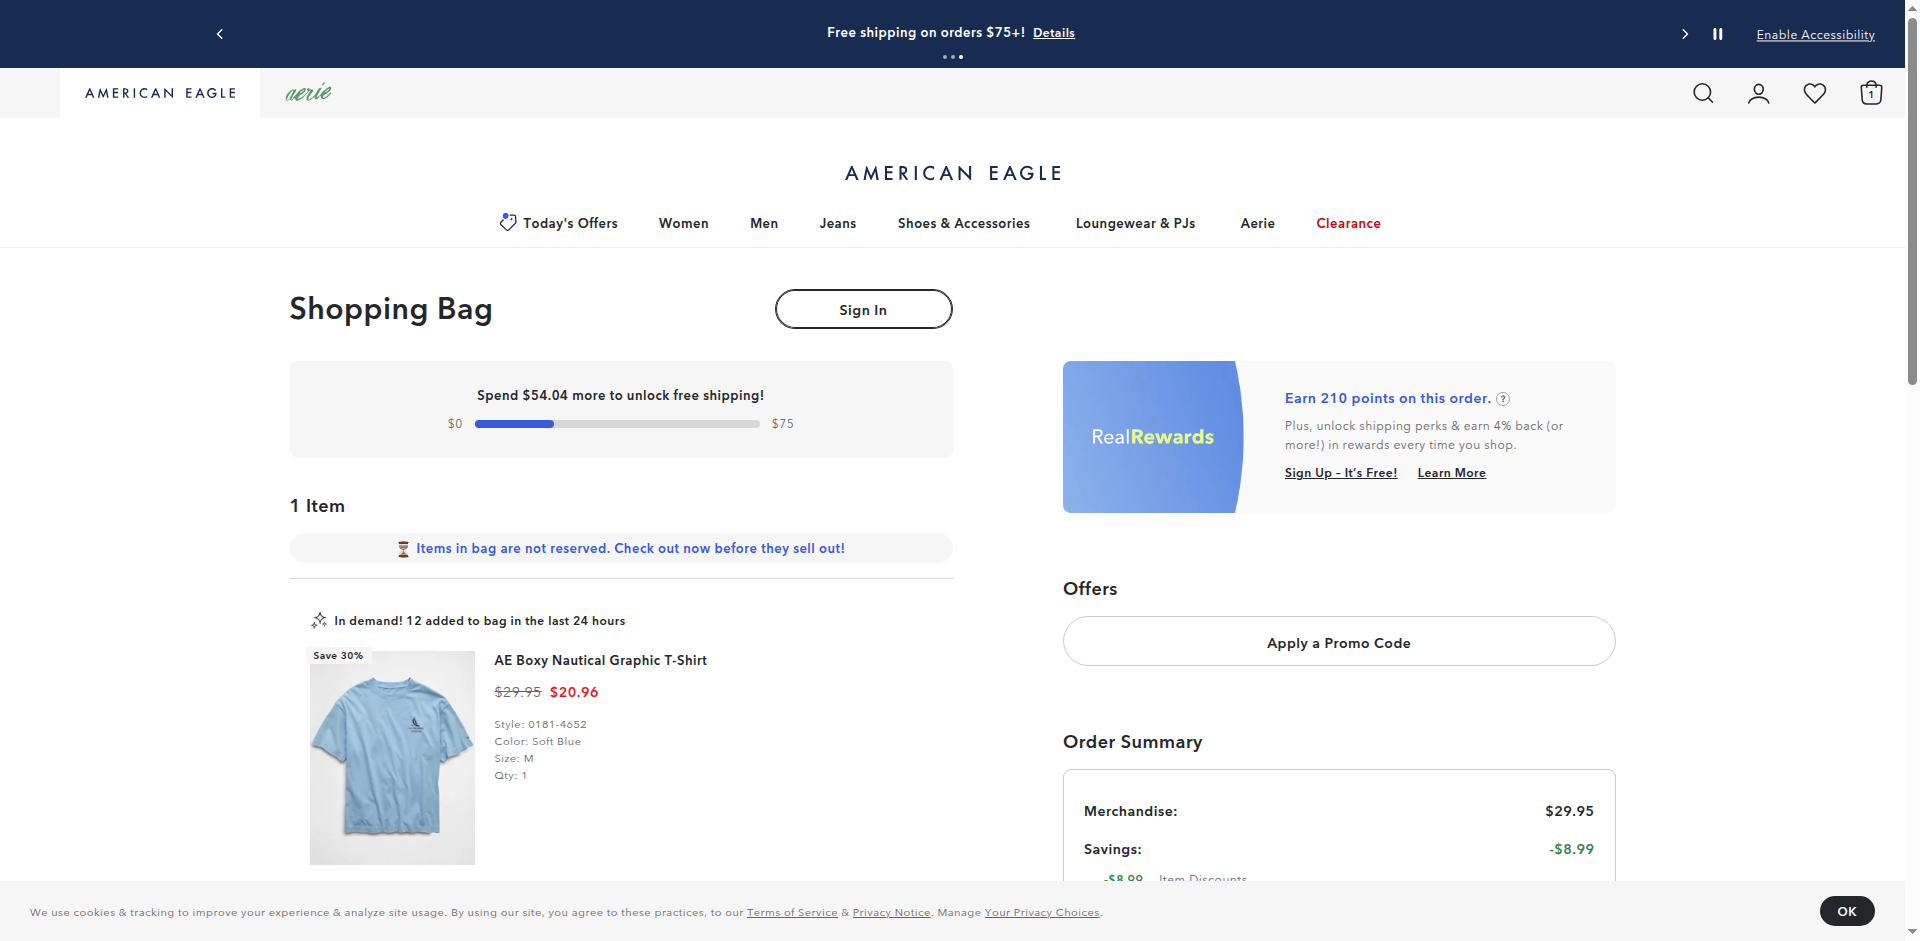 Free shipping on orders $75+! Details
Enable Accessibility
AMERICAN EAGLE
aerie
1
AMERICAN EAGLE
Today's Offers
Women
Men
Jeans
Shoes & Accessories
Loungewear & PJs
Aerie
Clearance
Shopping Bag
Sign In
Spend $54.04 more to unlock free shipping!
$0
$75
RealRewards
Earn 210 points on this order. ?
Plus, unlock shipping perks & earn 4% back (or
more!) in rewards every time you shop.
Sign Up – It's Free! Learn More
1 Item
⏳ Items in bag are not reserved. Check out now before they sell out!
In demand! 12 added to bag in the last 24 hours
Save 30%
AE Boxy Nautical Graphic T-Shirt
$29.95 $20.96
Style: 0181-4652
Color: Soft Blue
Size: M
Qty: 1
Offers
Apply a Promo Code
Order Summary
Merchandise: $29.95
Savings: -$8.99
-$8.99 Item Discounts
We use cookies & tracking to improve your experience & analyze site usage. By using our site, you agree to these practices, to our Terms of Service & Privacy Notice. Manage Your Privacy Choices.
OK